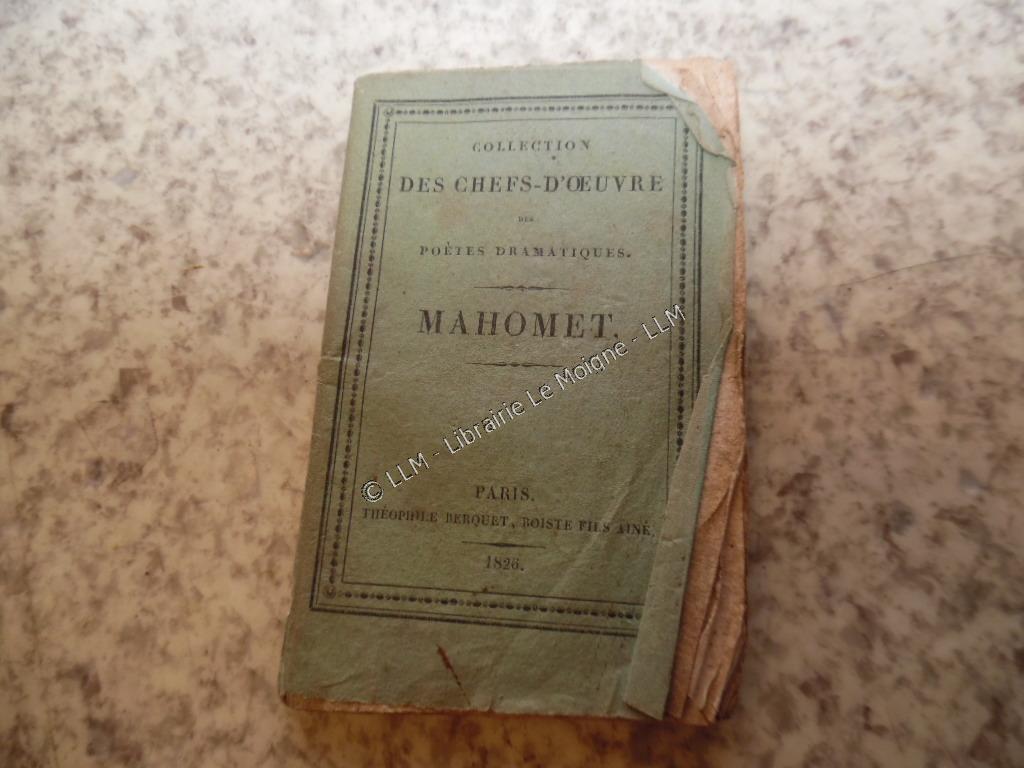 COLLECTION
DES CHEFS-D'ŒUVRE
DES
POÈTES DRAMATIQUES.
MAHOMET.
© LLM - Librairie Le Moigne - LLM
PARIS.
THÉOPHILE BERQUET, BOISTE FILS AINÉ,
1826.